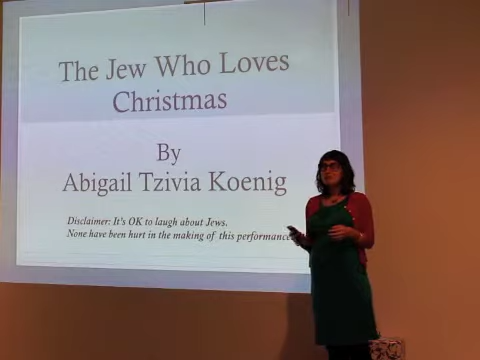 The Jew Who Loves
Christmas
By
Abigail Tzivia Koenig
Disclaimer: It's OK to laugh about Jews.
None have been hurt in the making of this performance.